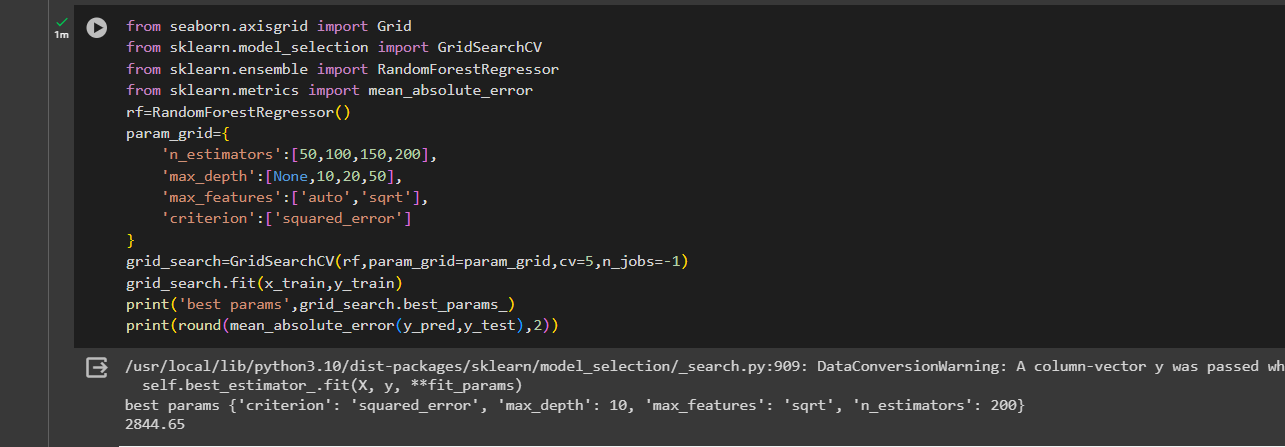 1m
from seaborn.axisgrid import Grid
from sklearn.model_selection import GridSearchCV
from sklearn.ensemble import RandomForestRegressor
from sklearn.metrics import mean_absolute_error
rf=RandomForestRegressor()
param_grid={
    'n_estimators':[50,100,150,200],
    'max_depth':[None,10,20,50],
    'max_features':['auto','sqrt'],
    'criterion':['squared_error']
}
grid_search=GridSearchCV(rf,param_grid=param_grid,cv=5,n_jobs=-1)
grid_search.fit(x_train,y_train)
print('best params',grid_search.best_params_)
print(round(mean_absolute_error(y_pred,y_test),2))
/usr/local/lib/python3.10/dist-packages/sklearn/model_selection/_search.py:909: DataConversionWarning: A column-vector y was passed wh
  self.best_estimator_.fit(X, y, **fit_params)
best params {'criterion': 'squared_error', 'max_depth': 10, 'max_features': 'sqrt', 'n_estimators': 200}
2844.65